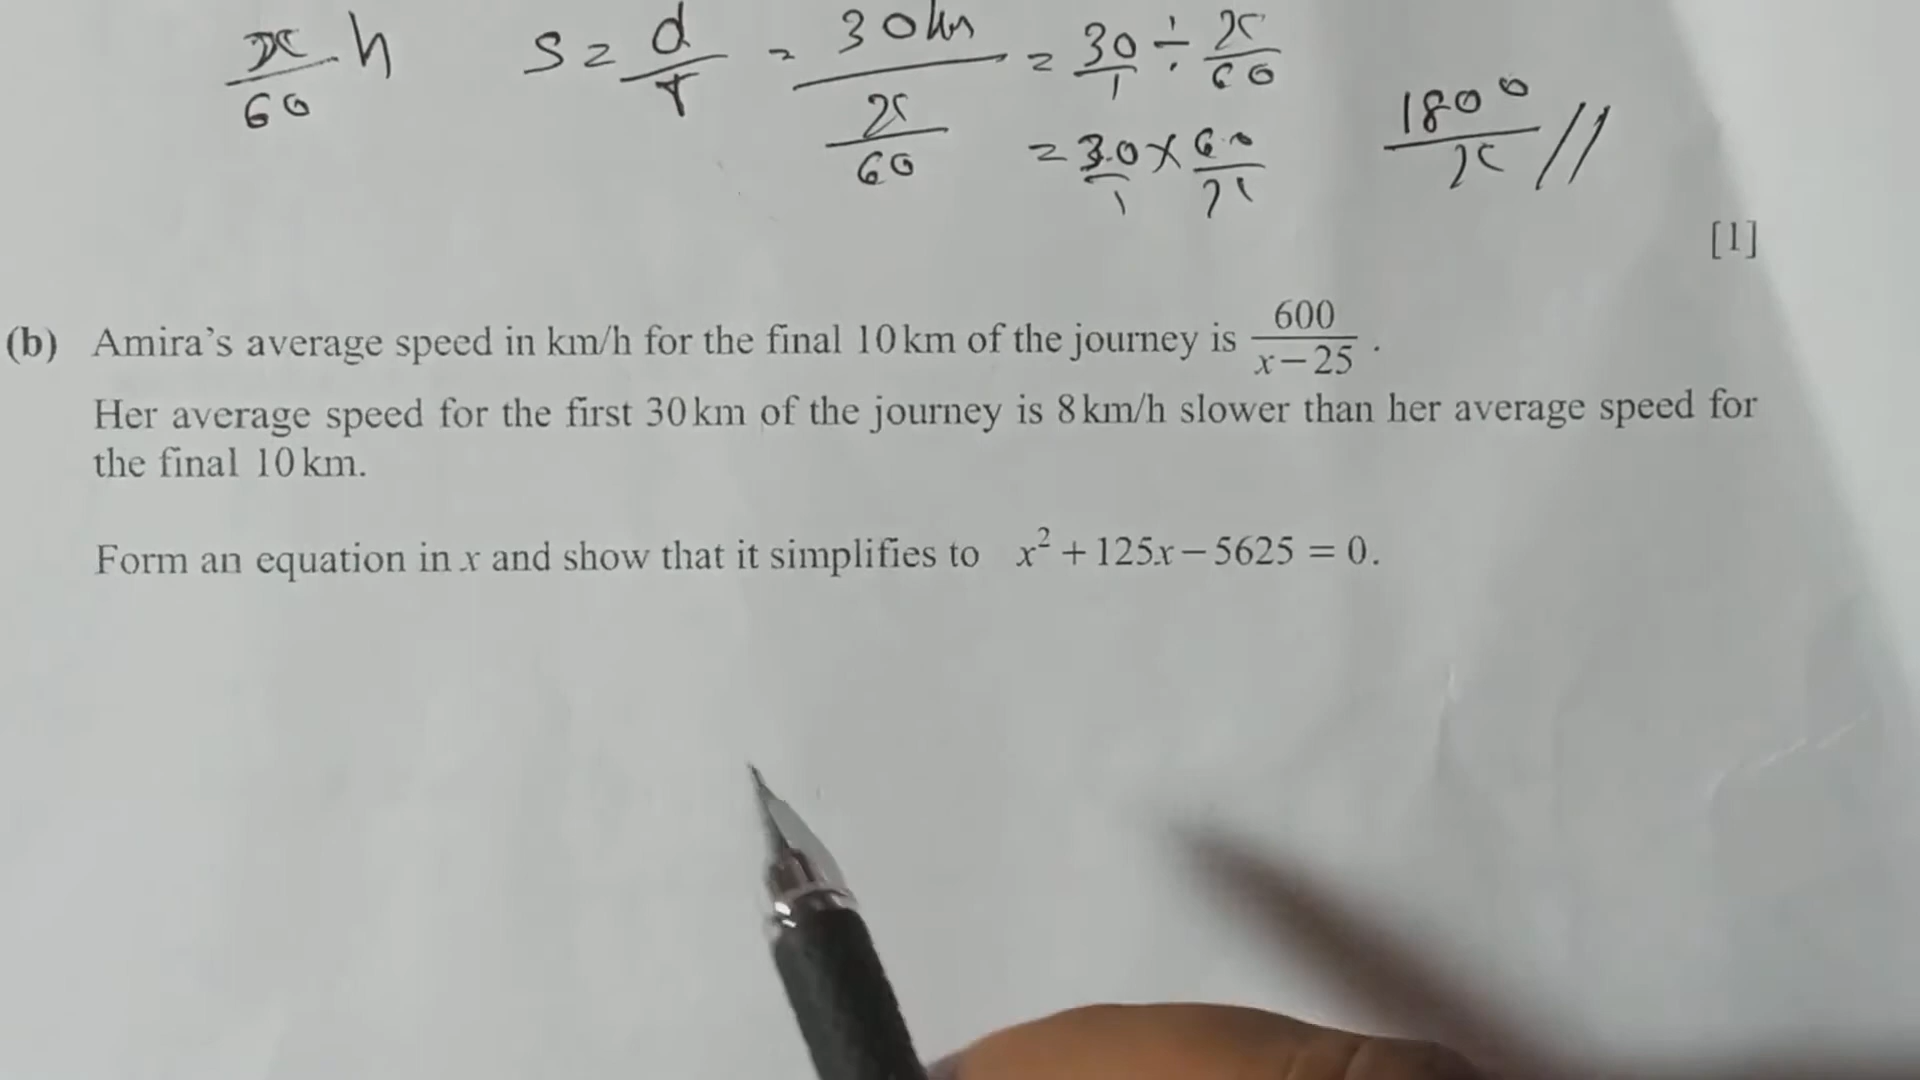 x/60 h   S = d/T = 30km / (x/60) = 30/1 ÷ x/60
= 30/1 × 60/x   1800/x //
[1]
(b) Amira's average speed in km/h for the final 10 km of the journey is 600/(x − 25) .
Her average speed for the first 30 km of the journey is 8 km/h slower than her average speed for
the final 10 km.
Form an equation in x and show that it simplifies to x² + 125x − 5625 = 0.